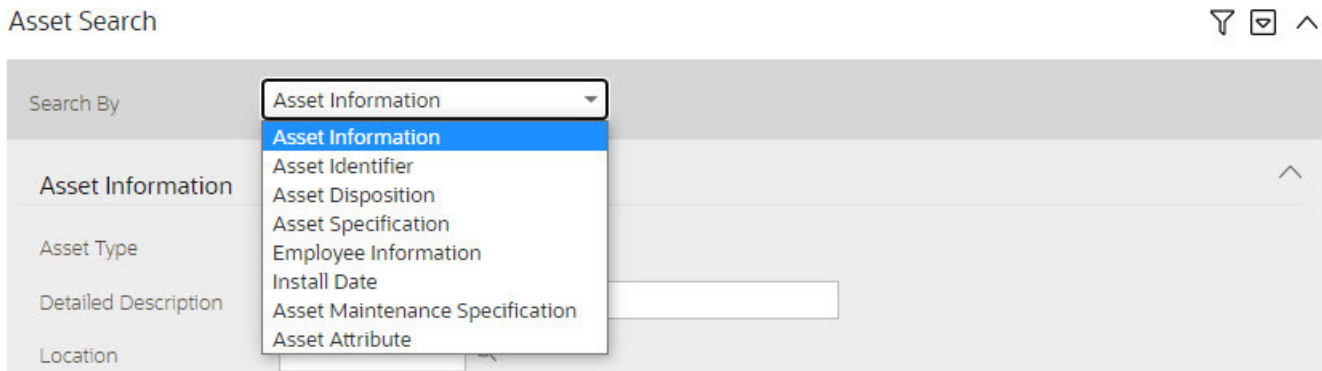 Asset Search
Search By
Asset Information
Asset Information
Asset Identifier
Asset Disposition
Asset Specification
Employee Information
Install Date
Asset Maintenance Specification
Asset Attribute
Asset Information
Asset Type
Detailed Description
Location